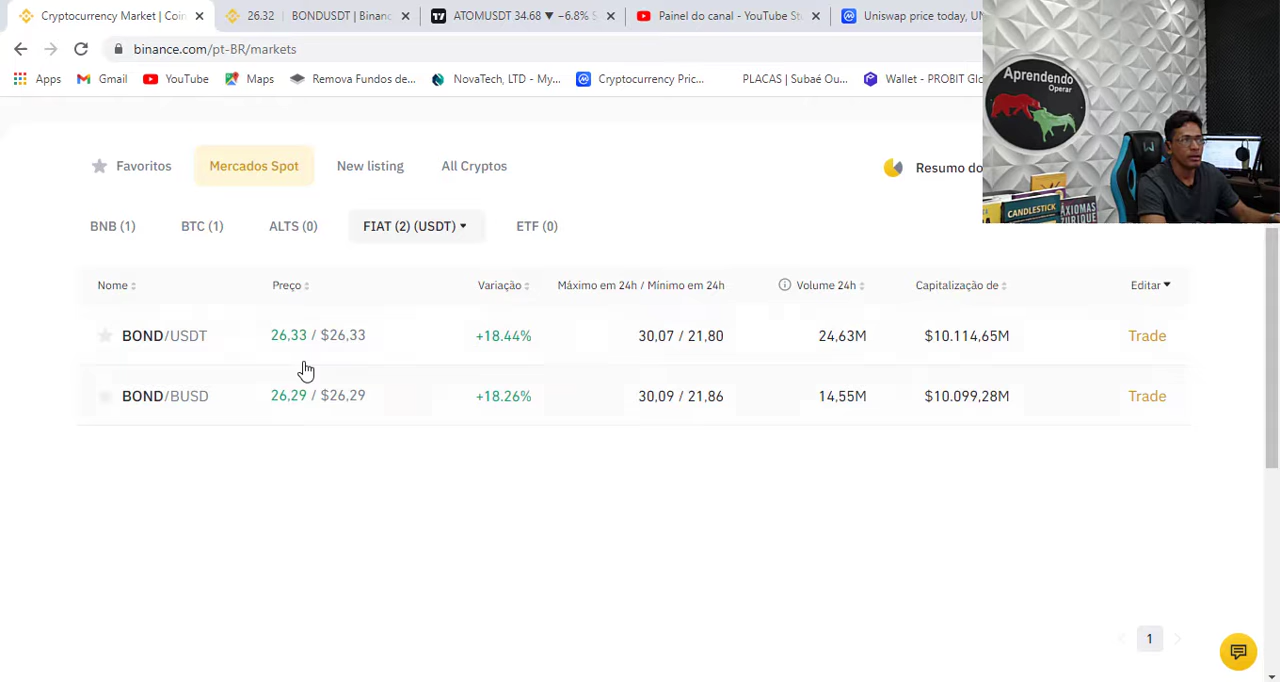 Cryptocurrency Market | Coin
26.32 | BONDUSDT | Binanc
ATOMUSDT 34.68 ▼ −6.8% S
Painel do canal - YouTube St
Uniswap price today, UN
binance.com/pt-BR/markets
Apps
Gmail
YouTube
Maps
Remova Fundos de...
NovaTech, LTD - My...
Cryptocurrency Pric...
PLACAS | Subaé Ou...
Wallet - PROBIT Glo
Aprendendo
Operar
CANDLESTICK
AXIOMAS
ZURIQUE
Favoritos
Mercados Spot
New listing
All Cryptos
Resumo do
BNB (1)
BTC (1)
ALTS (0)
FIAT (2) (USDT)
ETF (0)
Nome Preço Variação Máximo em 24h / Mínimo em 24h Volume 24h Capitalização de Editar
BOND/USDT 26,33 / $26,33 +18.44% 30,07 / 21,80 24,63M $10.114,65M Trade
BOND/BUSD 26,29 / $26,29 +18.26% 30,09 / 21,86 14,55M $10.099,28M Trade
1